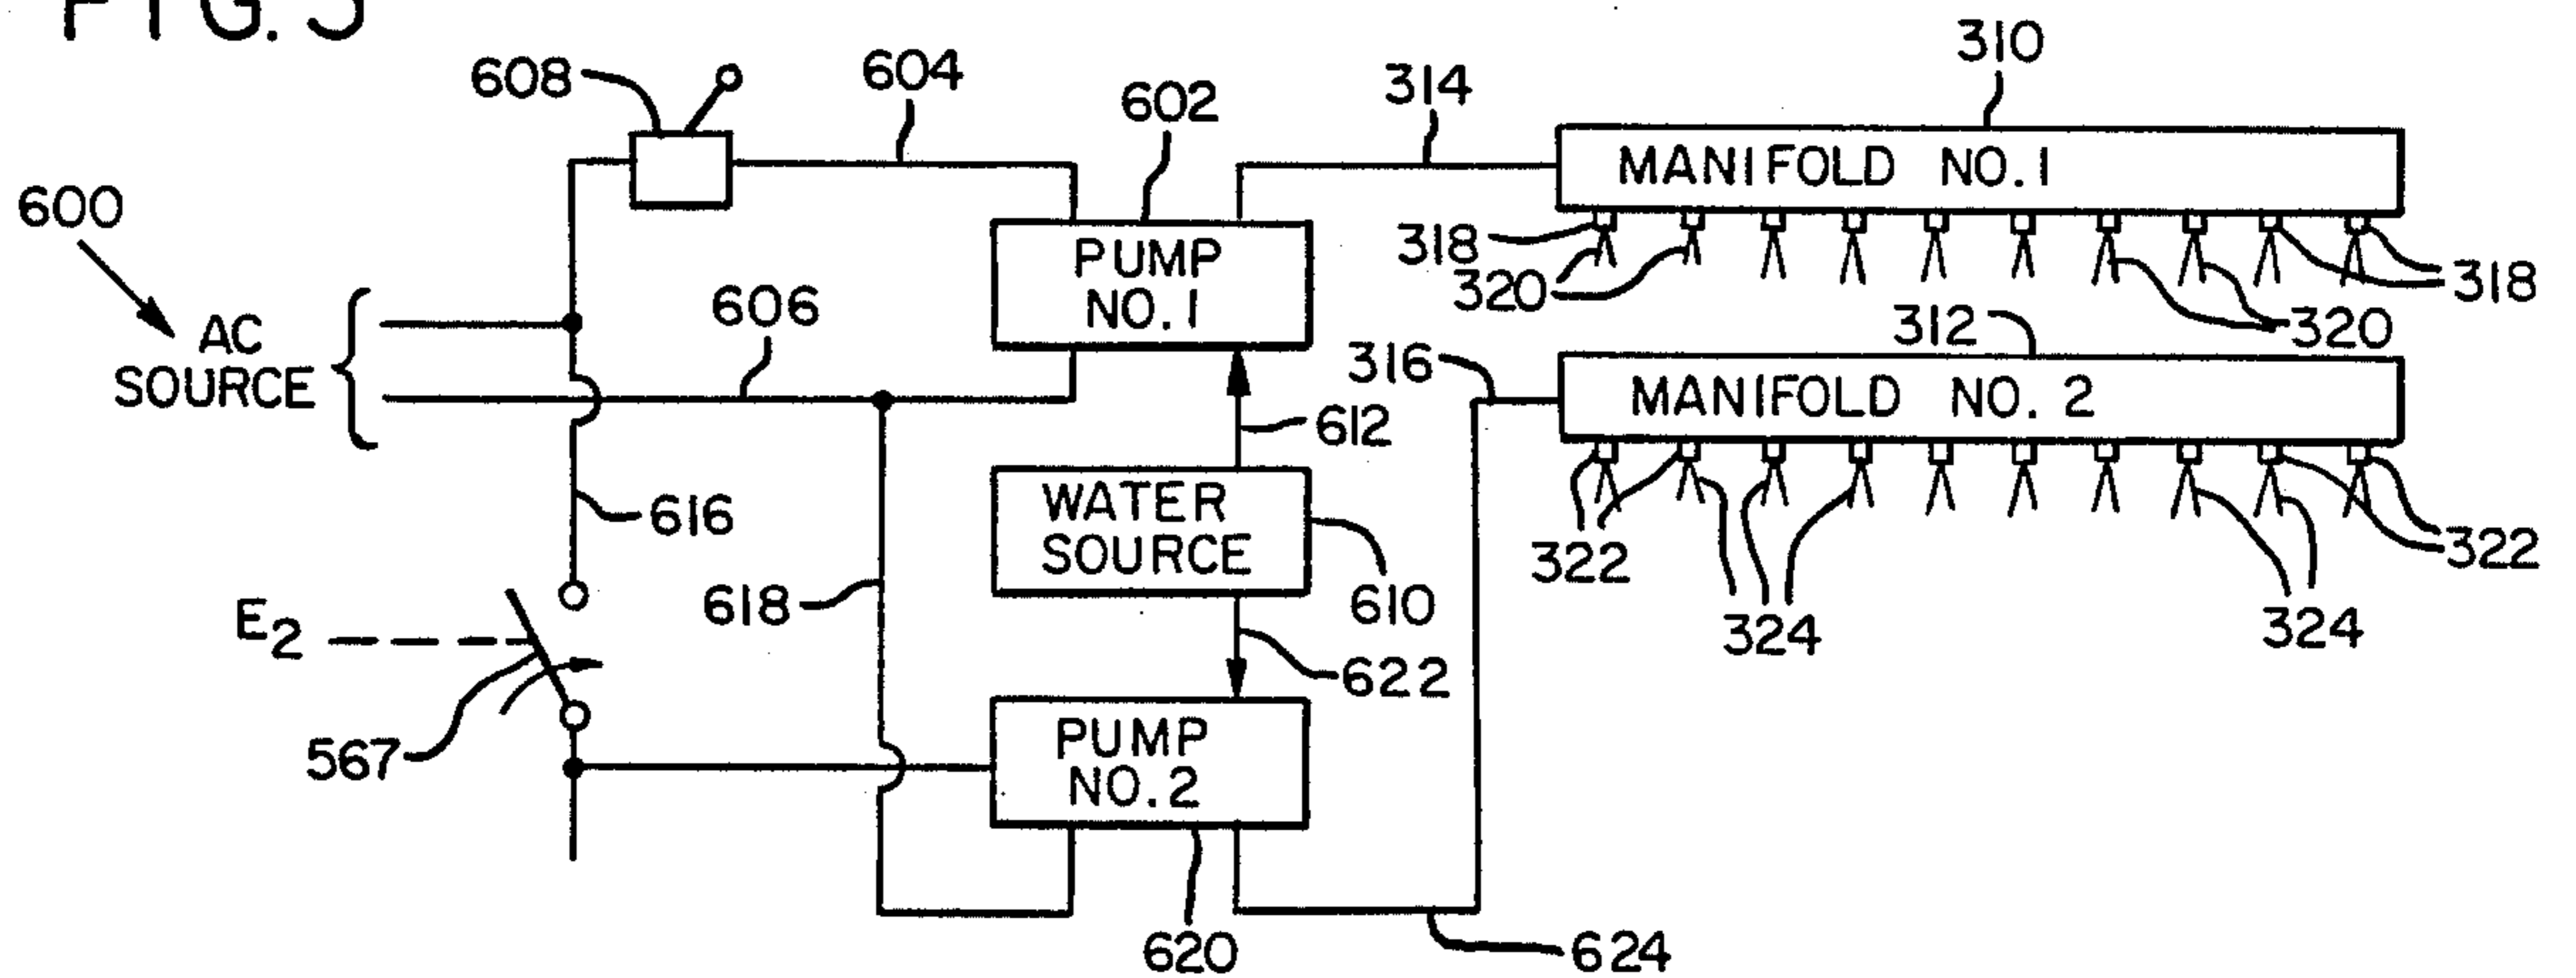 FIG. 5
608
604
602
314
310
MANIFOLD NO. 1
600
318
320
318
320
PUMP
NO. 1
AC
SOURCE
606
312
316
MANIFOLD NO. 2
612
WATER
SOURCE
616
618
610
322
324
324
322
E2
622
567
PUMP
NO. 2
620
624